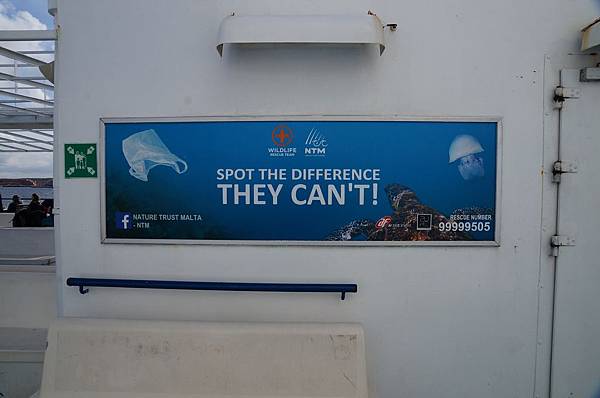 WILDLIFE
RESCUE TEAM
NTM
SPOT THE DIFFERENCE
THEY CAN'T!
f NATURE TRUST MALTA
- NTM
RESCUE NUMBER
99999505